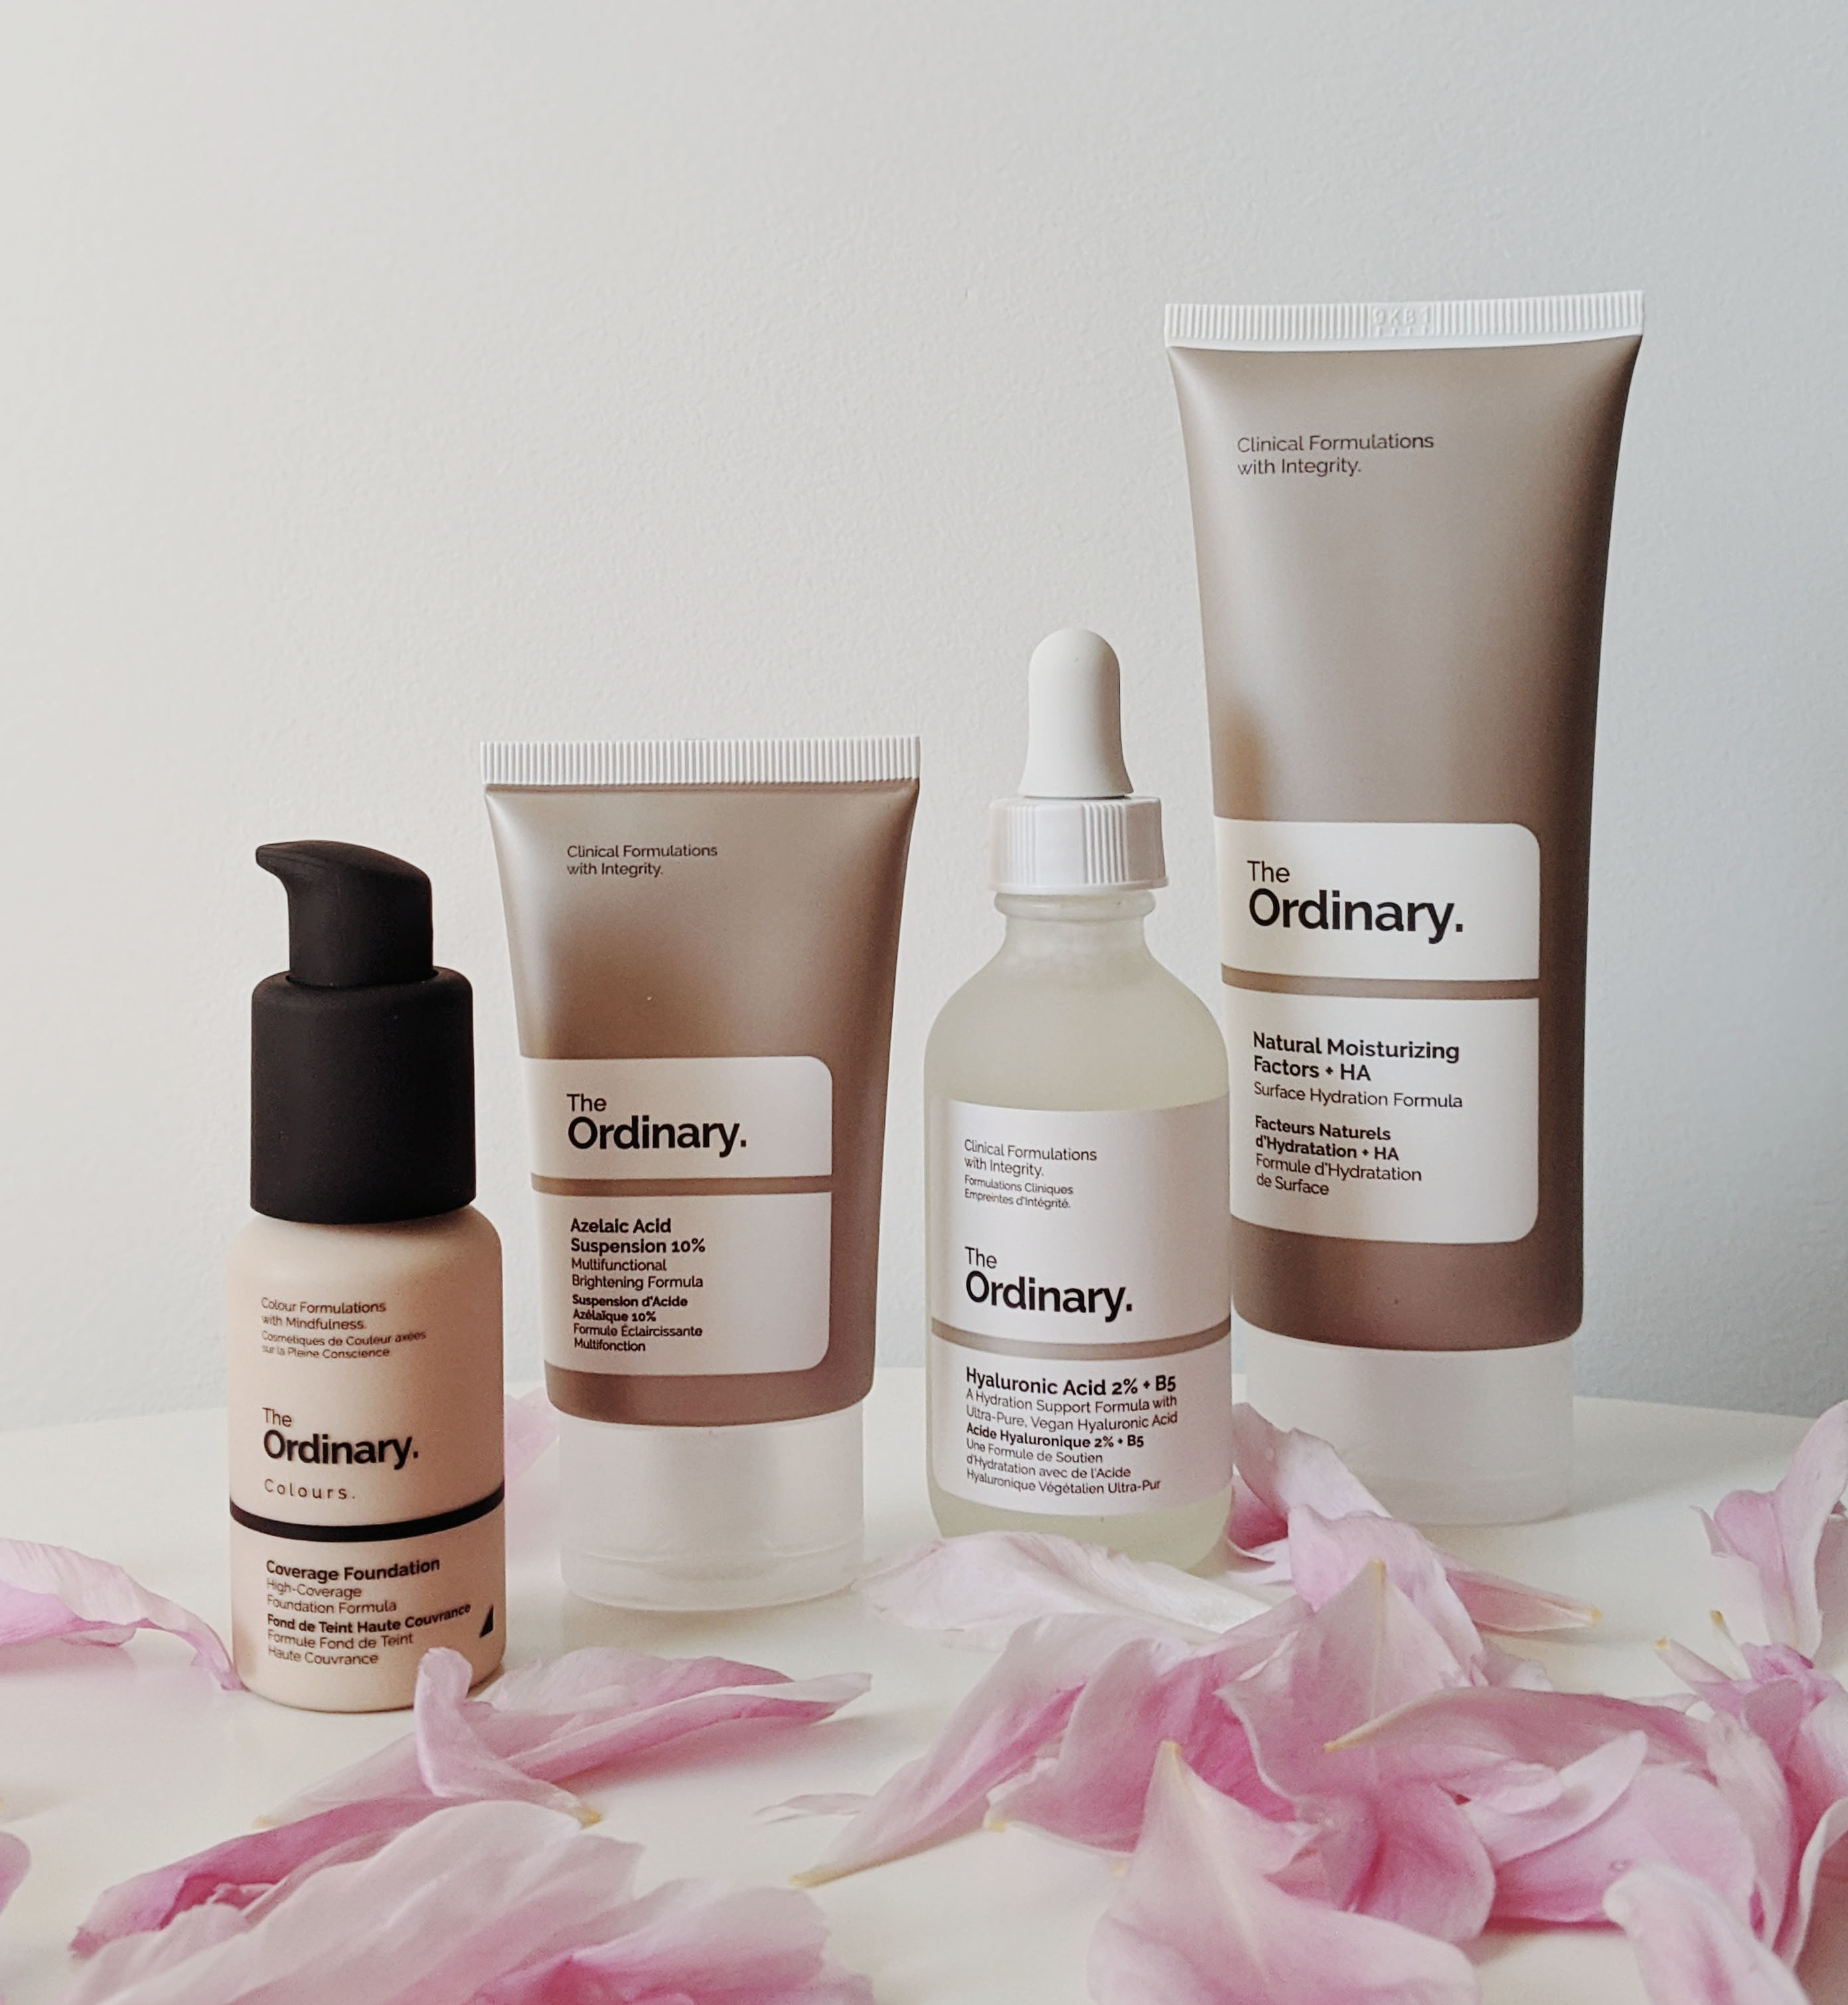 Colour Formulations
with Mindfulness.
Cosmétiques de Couleur axées
sur la Pleine Conscience.
The
Ordinary.
Colours.
Coverage Foundation
High-Coverage
Foundation Formula
Fond de Teint Haute Couvrance
Formule Fond de Teint
Haute Couvrance
Clinical Formulations
with Integrity.
The
Ordinary.
Azelaic Acid
Suspension 10%
Multifunctional
Brightening Formula
Suspension d'Acide
Azélaïque 10%
Formule Éclaircissante
Multifonction
Clinical Formulations
with Integrity.
Formulations Cliniques
Empreintes d'Intégrité.
The
Ordinary.
Hyaluronic Acid 2% + B5
A Hydration Support Formula with
Ultra-Pure, Vegan Hyaluronic Acid
Acide Hyaluronique 2% + B5
Une Formule de Soutien
d'Hydratation avec de l'Acide
Hyaluronique Végétalien Ultra-Pur
9KB1
Clinical Formulations
with Integrity.
The
Ordinary.
Natural Moisturizing
Factors + HA
Surface Hydration Formula
Facteurs Naturels
d'Hydratation + HA
Formule d'Hydratation
de Surface